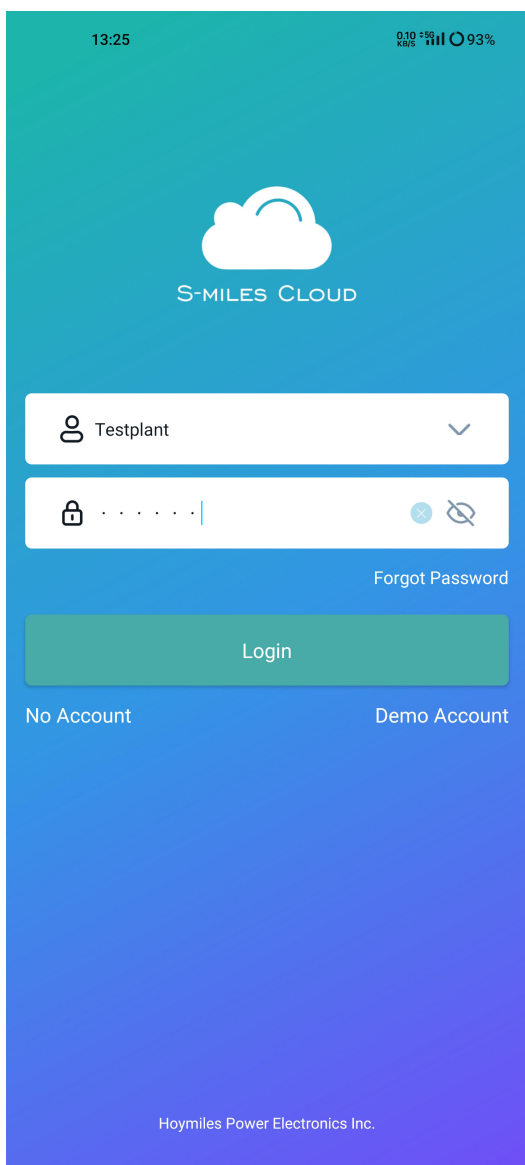 13:25
0.10 KB/S 5G 93%
S-MILES CLOUD
Testplant
······
Forgot Password
Login
No Account
Demo Account
Hoymiles Power Electronics Inc.